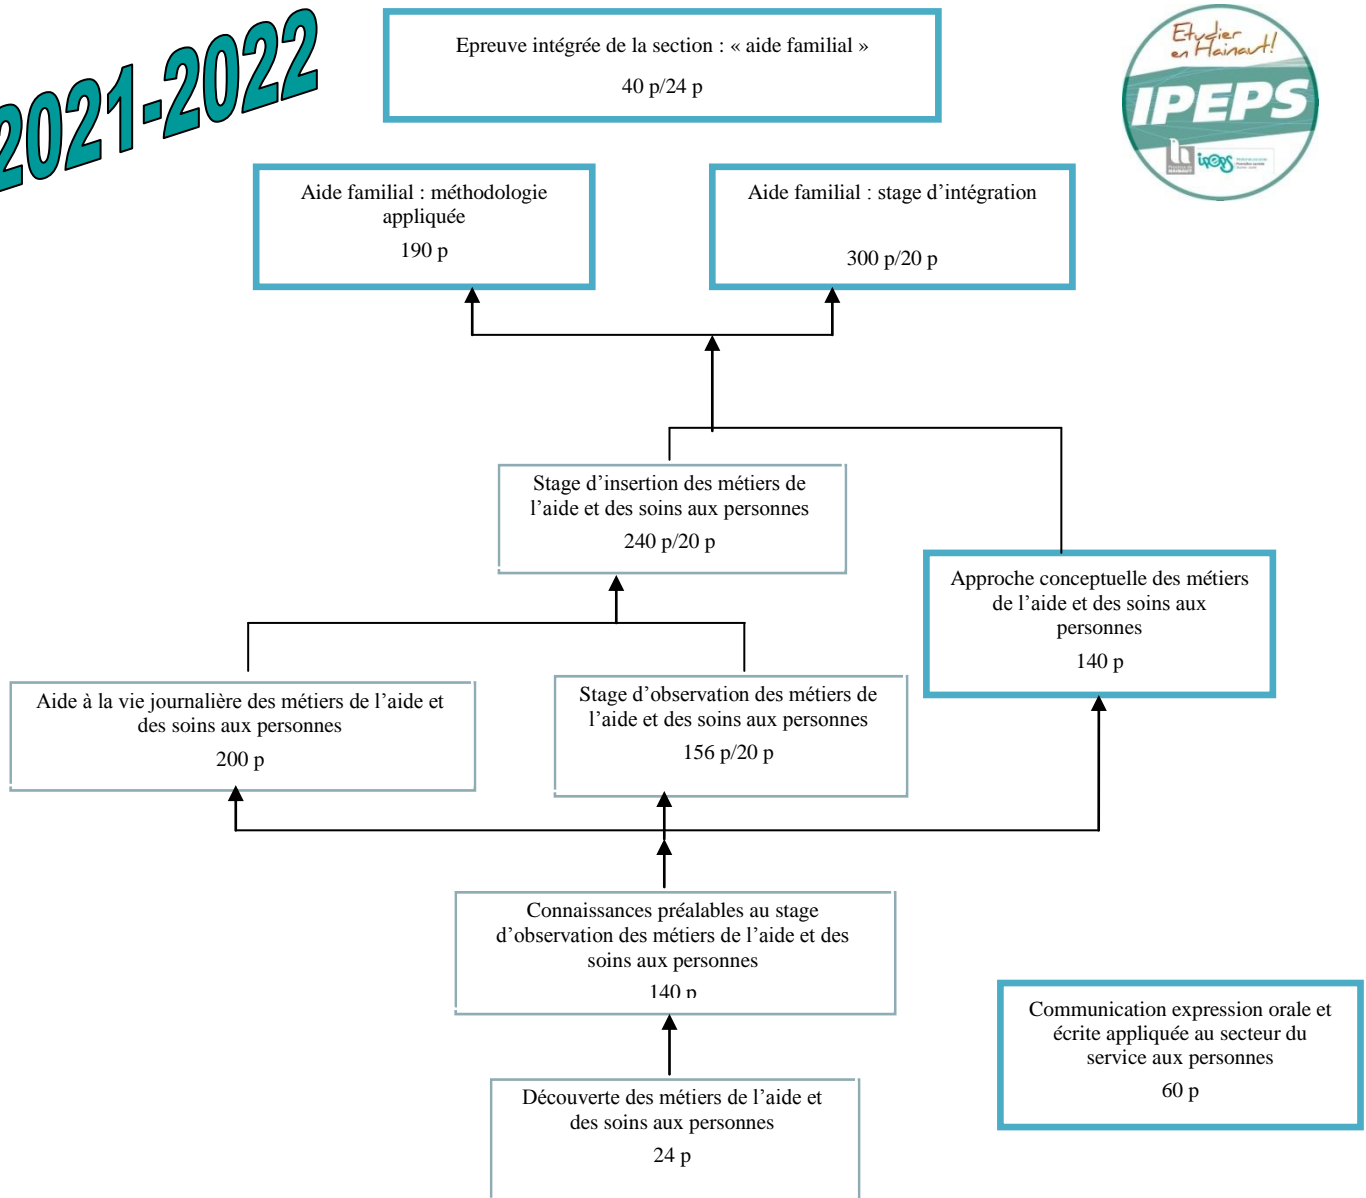 2021-2022
Epreuve intégrée de la section : « aide familial »
40 p/24 p
Etudier
en Hainaut!
IPEPS
ipeps
HAINAUT
Aide familial : méthodologie
appliquée
190 p
Aide familial : stage d’intégration
300 p/20 p
Stage d’insertion des métiers de
l’aide et des soins aux personnes
240 p/20 p
Approche conceptuelle des métiers
de l’aide et des soins aux
personnes
140 p
Aide à la vie journalière des métiers de l’aide et
des soins aux personnes
200 p
Stage d’observation des métiers de
l’aide et des soins aux personnes
156 p/20 p
Connaissances préalables au stage
d’observation des métiers de l’aide et des
soins aux personnes
140 p
Communication expression orale et
écrite appliquée au secteur du
service aux personnes
60 p
Découverte des métiers de l’aide et
des soins aux personnes
24 p